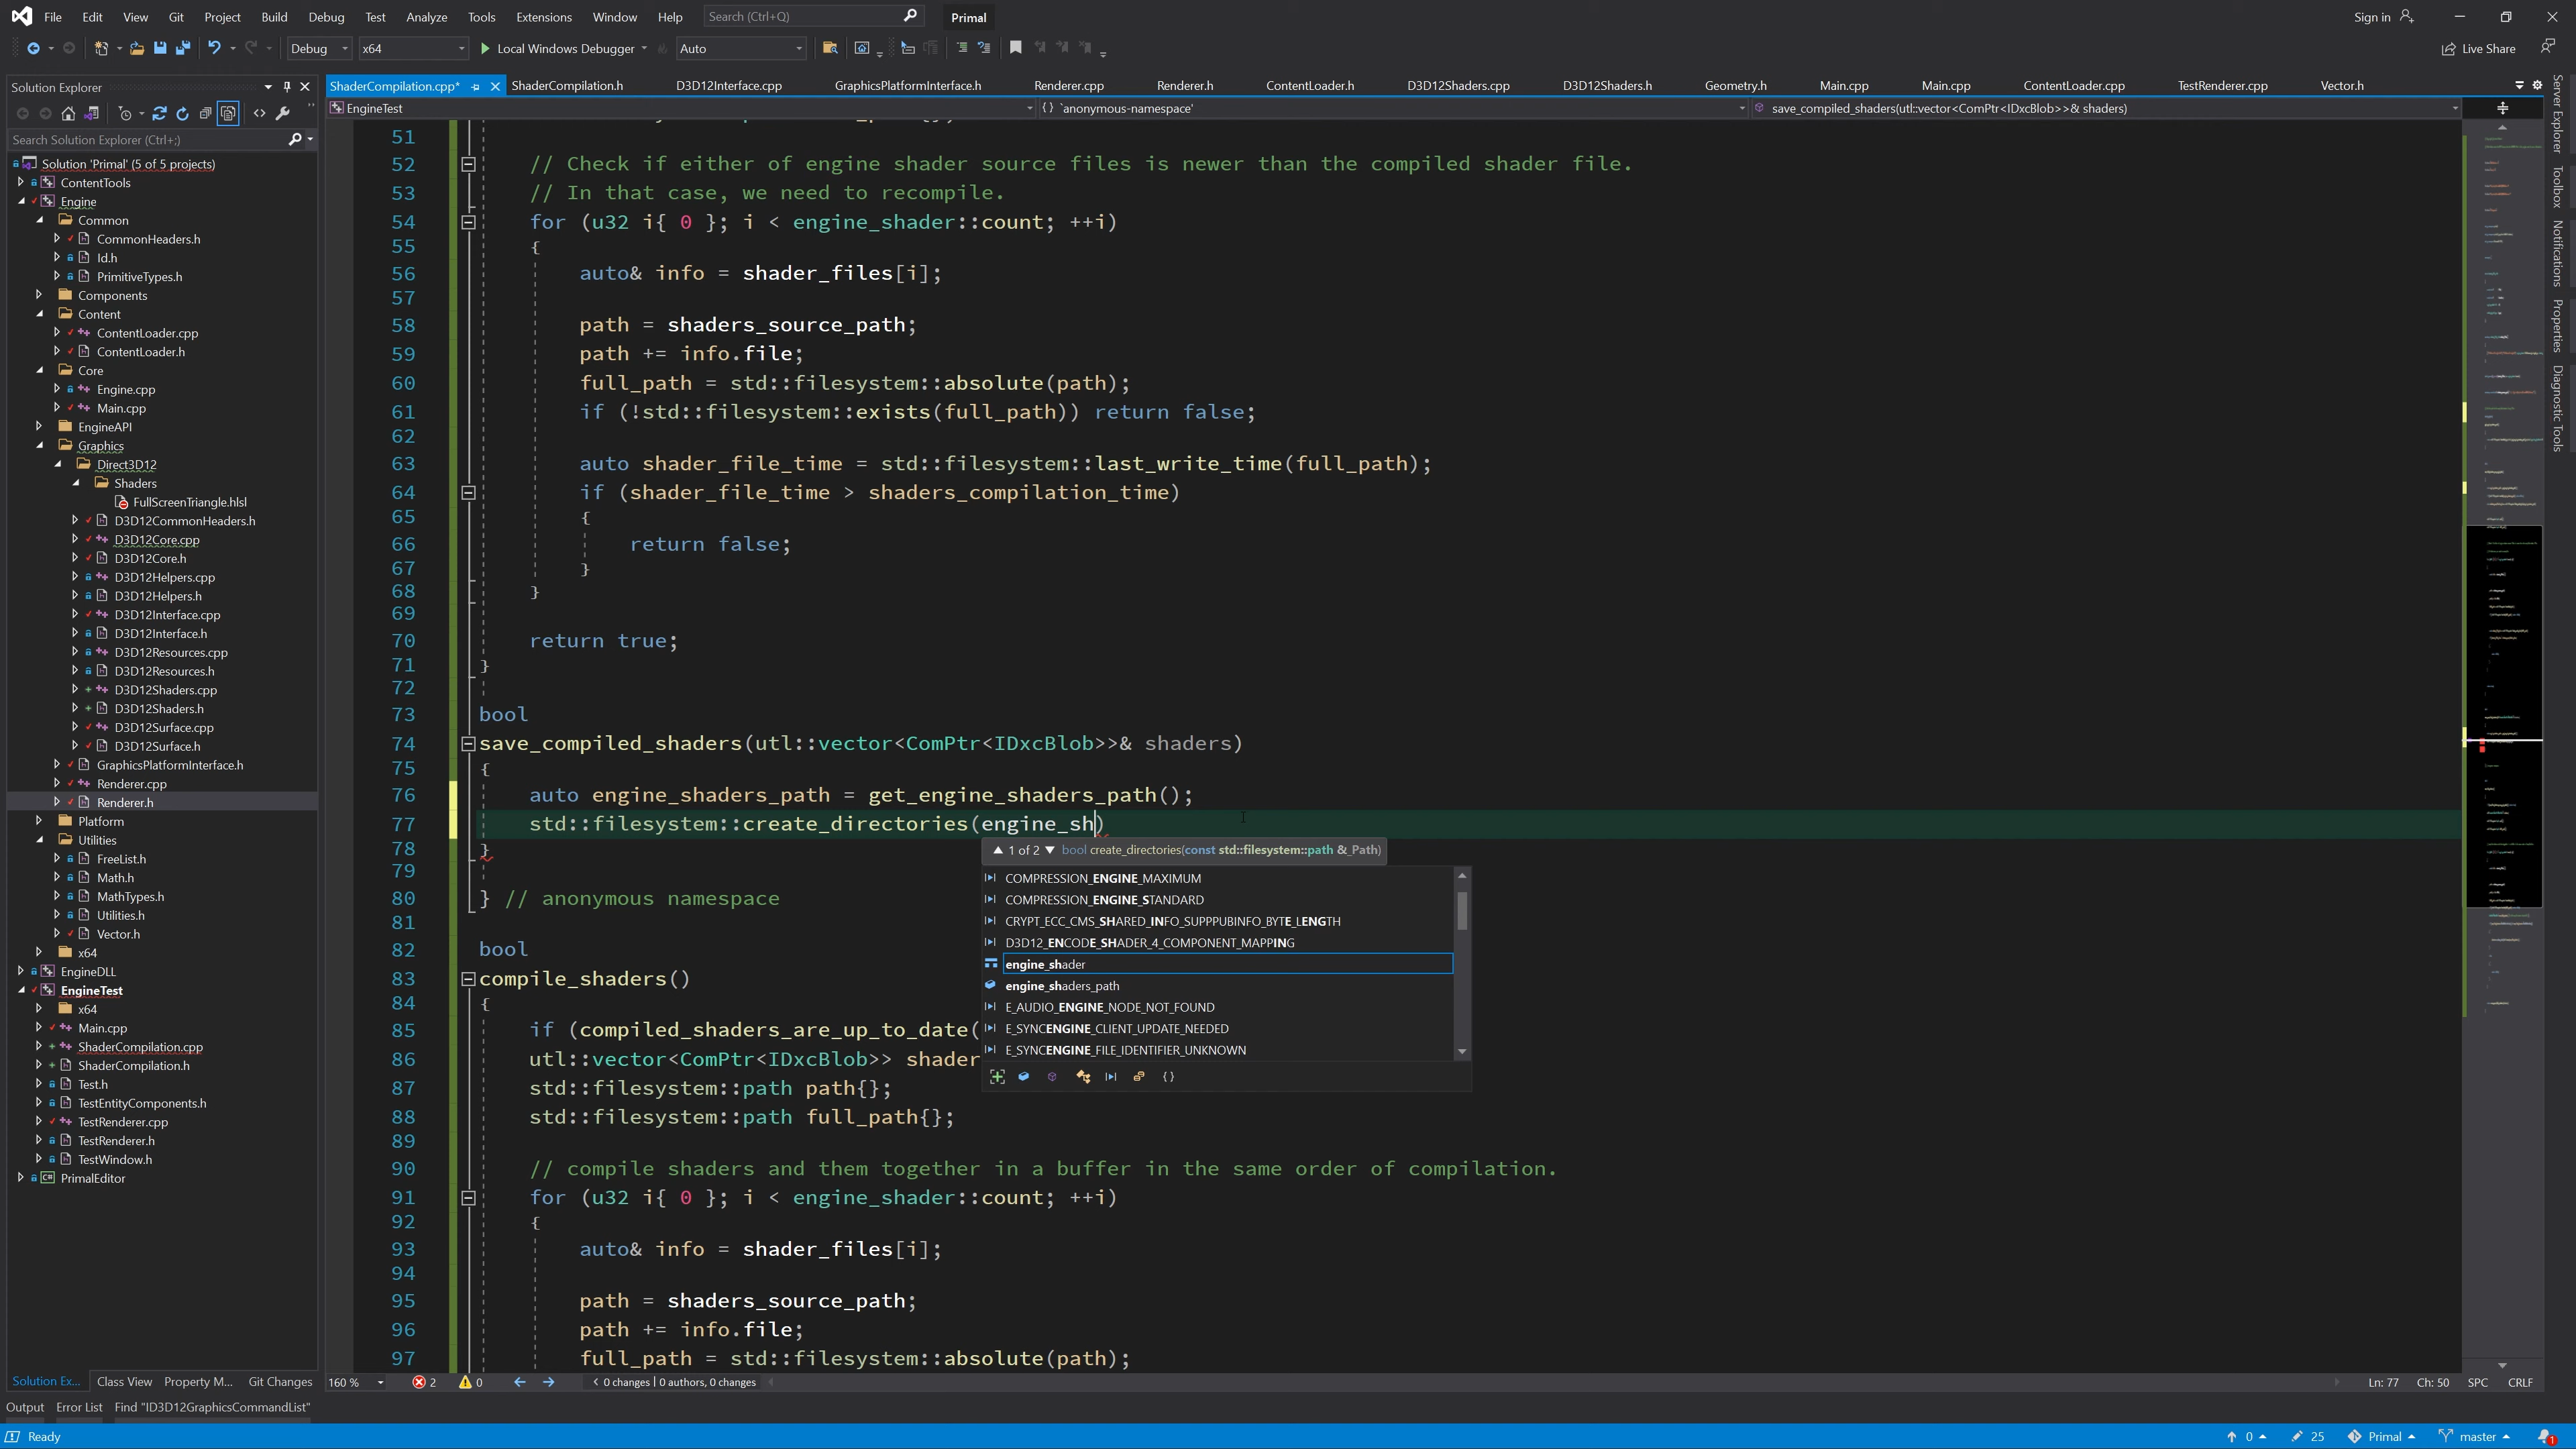 File Edit View Git Project Build Debug Test Analyze Tools Extensions Window Help Search (Ctrl+Q) Primal Sign in
Debug x64 Local Windows Debugger Auto Live Share
Solution Explorer
ShaderCompilation.cpp* ShaderCompilation.h D3D12Interface.cpp GraphicsPlatformInterface.h Renderer.cpp Renderer.h ContentLoader.h D3D12Shaders.cpp D3D12Shaders.h Geometry.h Main.cpp Main.cpp ContentLoader.cpp TestRenderer.cpp Vector.h
EngineTest {} `anonymous-namespace' save_compiled_shaders(utl::vector<ComPtr<IDxcBlob>>& shaders)
Search Solution Explorer (Ctrl+;)
Solution 'Primal' (5 of 5 projects)
ContentTools
Engine
Common
CommonHeaders.h
Id.h
PrimitiveTypes.h
Components
Content
ContentLoader.cpp
ContentLoader.h
Core
Engine.cpp
Main.cpp
EngineAPI
Graphics
Direct3D12
Shaders
FullScreenTriangle.hlsl
D3D12CommonHeaders.h
D3D12Core.cpp
D3D12Core.h
D3D12Helpers.cpp
D3D12Helpers.h
D3D12Interface.cpp
D3D12Interface.h
D3D12Resources.cpp
D3D12Resources.h
D3D12Shaders.cpp
D3D12Shaders.h
D3D12Surface.cpp
D3D12Surface.h
GraphicsPlatformInterface.h
Renderer.cpp
Renderer.h
Platform
Utilities
FreeList.h
Math.h
MathTypes.h
Utilities.h
Vector.h
x64
EngineDLL
EngineTest
x64
Main.cpp
ShaderCompilation.cpp
ShaderCompilation.h
Test.h
TestEntityComponents.h
TestRenderer.cpp
TestRenderer.h
TestWindow.h
PrimalEditor
51
52 // Check if either of engine shader source files is newer than the compiled shader file.
53 // In that case, we need to recompile.
54 for (u32 i{ 0 }; i < engine_shader::count; ++i)
55 {
56 auto& info = shader_files[i];
57
58 path = shaders_source_path;
59 path += info.file;
60 full_path = std::filesystem::absolute(path);
61 if (!std::filesystem::exists(full_path)) return false;
62
63 auto shader_file_time = std::filesystem::last_write_time(full_path);
64 if (shader_file_time > shaders_compilation_time)
65 {
66 return false;
67 }
68 }
69
70 return true;
71 }
72
73 bool
74 save_compiled_shaders(utl::vector<ComPtr<IDxcBlob>>& shaders)
75 {
76 auto engine_shaders_path = get_engine_shaders_path();
77 std::filesystem::create_directories(engine_sh)
78 }
79
80 } // anonymous namespace
81
82 bool
83 compile_shaders()
84 {
85 if (compiled_shaders_are_up_to_date(
86 utl::vector<ComPtr<IDxcBlob>> shader
87 std::filesystem::path path{};
88 std::filesystem::path full_path{};
89
90 // compile shaders and them together in a buffer in the same order of compilation.
91 for (u32 i{ 0 }; i < engine_shader::count; ++i)
92 {
93 auto& info = shader_files[i];
94
95 path = shaders_source_path;
96 path += info.file;
97 full_path = std::filesystem::absolute(path);
1 of 2 bool create_directories(const std::filesystem::path &_Path)
COMPRESSION_ENGINE_MAXIMUM
COMPRESSION_ENGINE_STANDARD
CRYPT_ECC_CMS_SHARED_INFO_SUPPPUBINFO_BYTE_LENGTH
D3D12_ENCODE_SHADER_4_COMPONENT_MAPPING
engine_shader
engine_shaders_path
E_AUDIO_ENGINE_NODE_NOT_FOUND
E_SYNCENGINE_CLIENT_UPDATE_NEEDED
E_SYNCENGINE_FILE_IDENTIFIER_UNKNOWN
Server Explorer
Toolbox
Notifications
Properties
Diagnostic Tools
Solution Ex... Class View Property M... Git Changes 160 % 2 0 0 changes | 0 authors, 0 changes Ln: 77 Ch: 50 SPC CRLF
Output Error List Find "ID3D12GraphicsCommandList"
Ready 0 25 Primal master 1